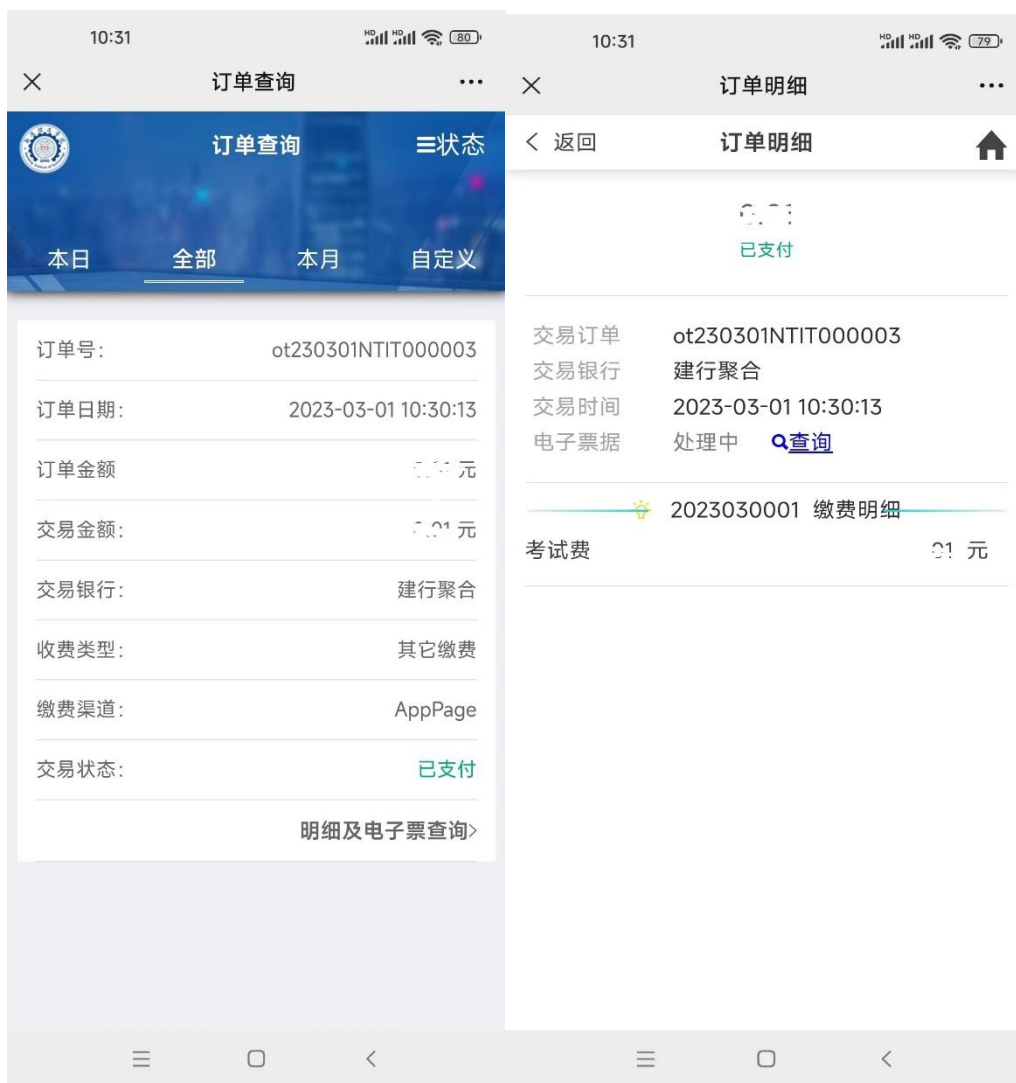 10:31
80
订单查询
订单查询
状态
本日 全部 本月 自定义
订单号: ot230301NTIT000003
订单日期: 2023-03-01 10:30:13
订单金额 元
交易金额: 元
交易银行: 建行聚合
收费类型: 其它缴费
缴费渠道: AppPage
交易状态: 已支付
明细及电子票查询>
10:31
79
订单明细
返回 订单明细
已支付
交易订单 ot230301NTIT000003
交易银行 建行聚合
交易时间 2023-03-01 10:30:13
电子票据 处理中 查询
2023030001 缴费明细
考试费 元